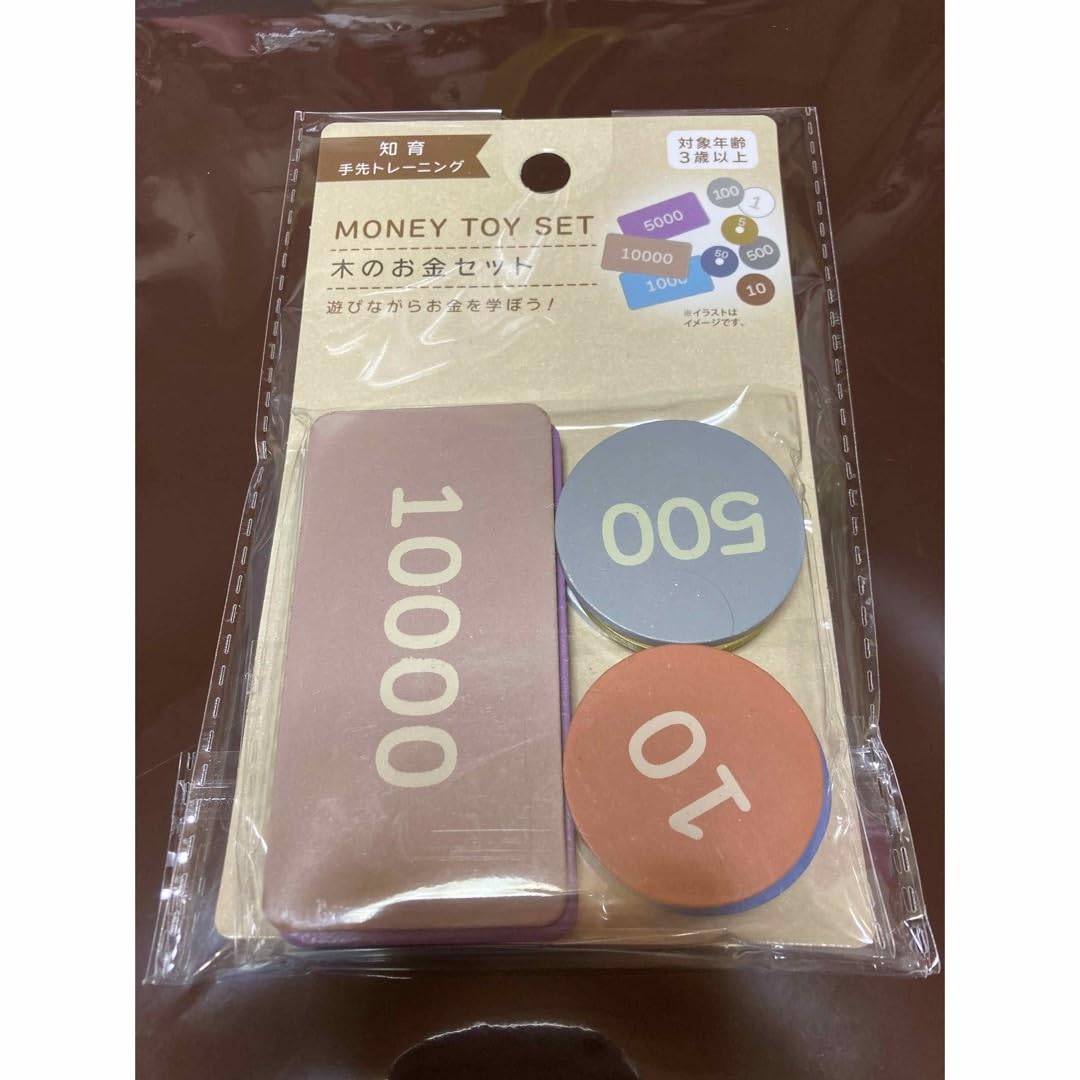 知育
手先トレーニング
対象年齢
3歳以上
MONEY TOY SET
木のお金セット
遊びながらお金を学ぼう！
5000
100
1
5
10000
50
500
1000
10
※イラストは
イメージです。
10000
500
10